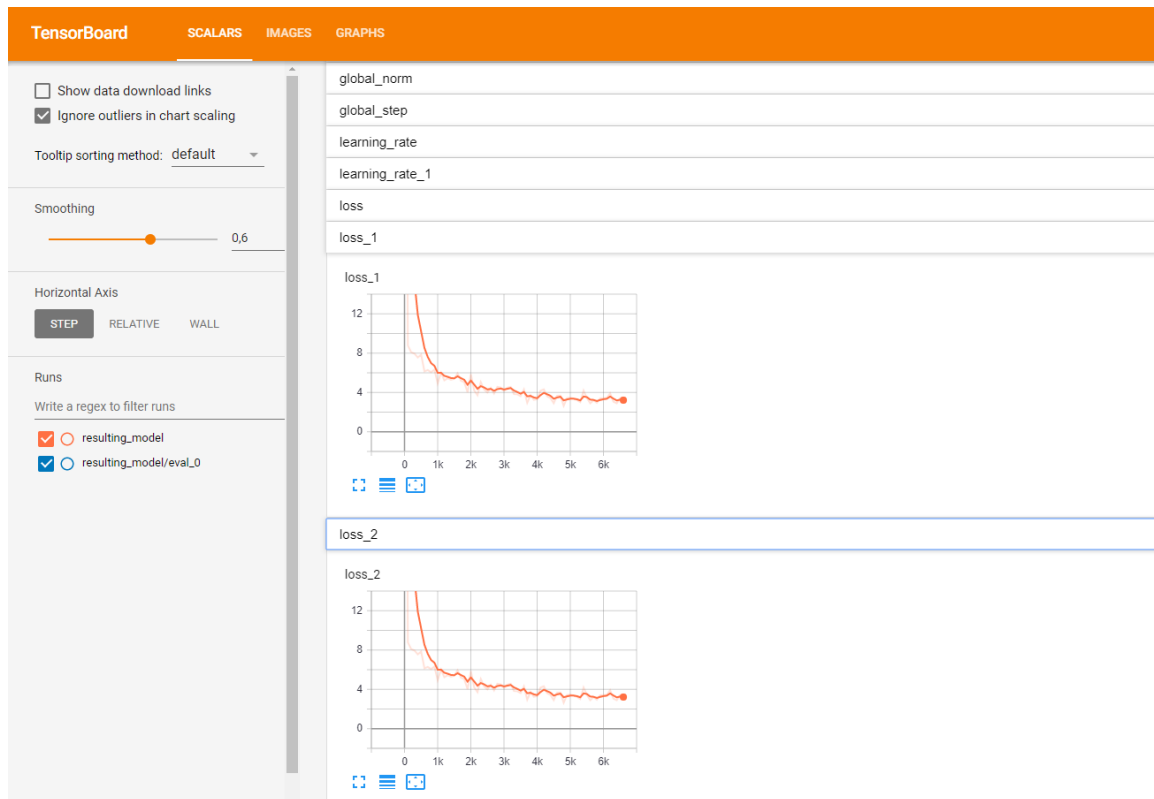 TensorBoard SCALARS IMAGES GRAPHS
Show data download links
Ignore outliers in chart scaling
Tooltip sorting method: default
Smoothing
0,6
Horizontal Axis
STEP RELATIVE WALL
Runs
Write a regex to filter runs
resulting_model
resulting_model/eval_0
global_norm
global_step
learning_rate
learning_rate_1
loss
loss_1
loss_1
12
8
4
0
0 1k 2k 3k 4k 5k 6k
loss_2
loss_2
12
8
4
0
0 1k 2k 3k 4k 5k 6k